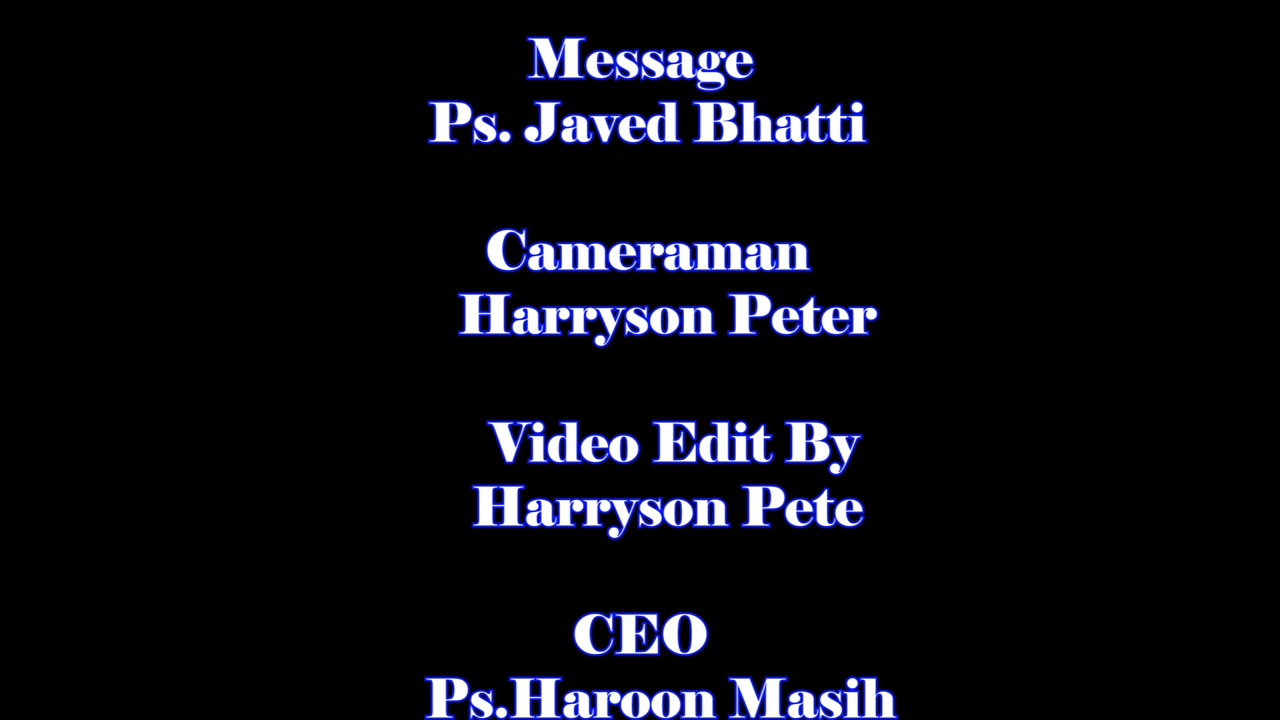 Message
Ps. Javed Bhatti
Cameraman
Harryson Peter
Video Edit By
Harryson Pete
CEO
Ps.Haroon Masih